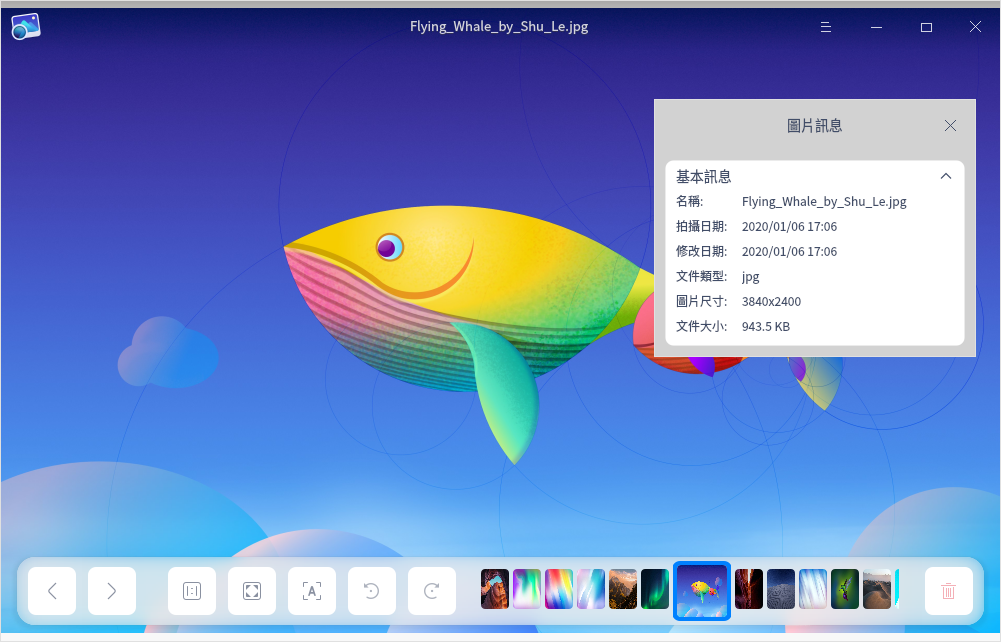 Flying_Whale_by_Shu_Le.jpg
圖片訊息
基本訊息
名稱: Flying_Whale_by_Shu_Le.jpg
拍攝日期: 2020/01/06 17:06
修改日期: 2020/01/06 17:06
文件類型: jpg
圖片尺寸: 3840x2400
文件大小: 943.5 KB
1:1
A